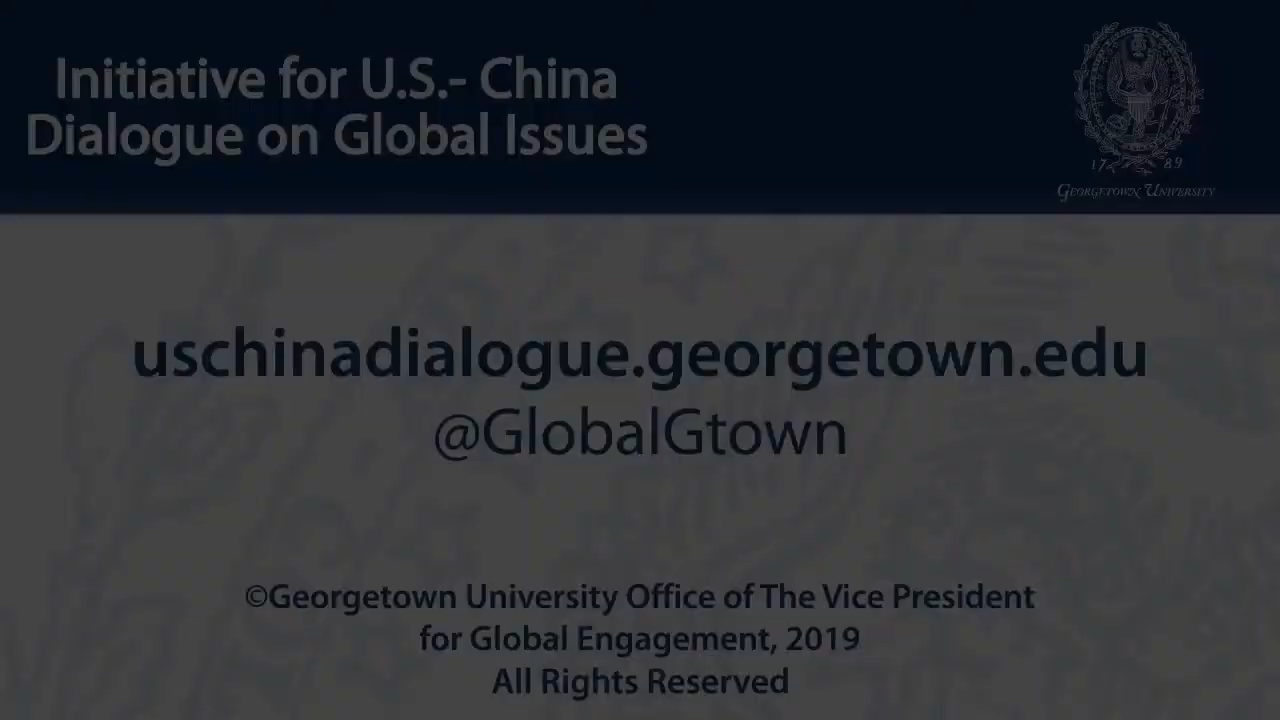 Initiative for U.S.- China
Dialogue on Global Issues
17 89
Georgetown University
uschinadialogue.georgetown.edu
@GlobalGtown
©Georgetown University Office of The Vice President
for Global Engagement, 2019
All Rights Reserved